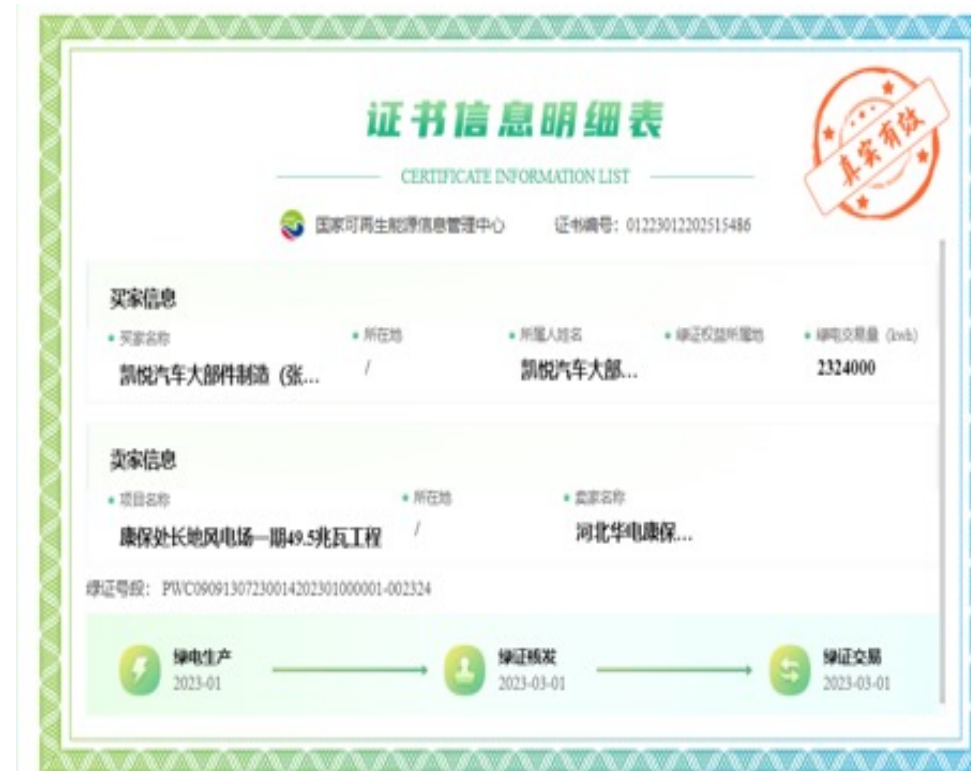 证书信息明细表
CERTIFICATE INFORMATION LIST
真实有效
国家可再生能源信息管理中心 证书编号：01223012202515486
买家信息
买家名称 所在地 所属人姓名 绿证权益所属地 绿电交易量（kwh）
凯悦汽车大部件制造（张... / 凯悦汽车大部... 2324000
卖家信息
项目名称 所在地 卖家名称
康保处长地风电场一期49.5兆瓦工程 / 河北华电康保...
绿证号段： PWC09091307230014202301000001-002324
绿电生产 绿证核发 绿证交易
2023-01 2023-03-01 2023-03-01